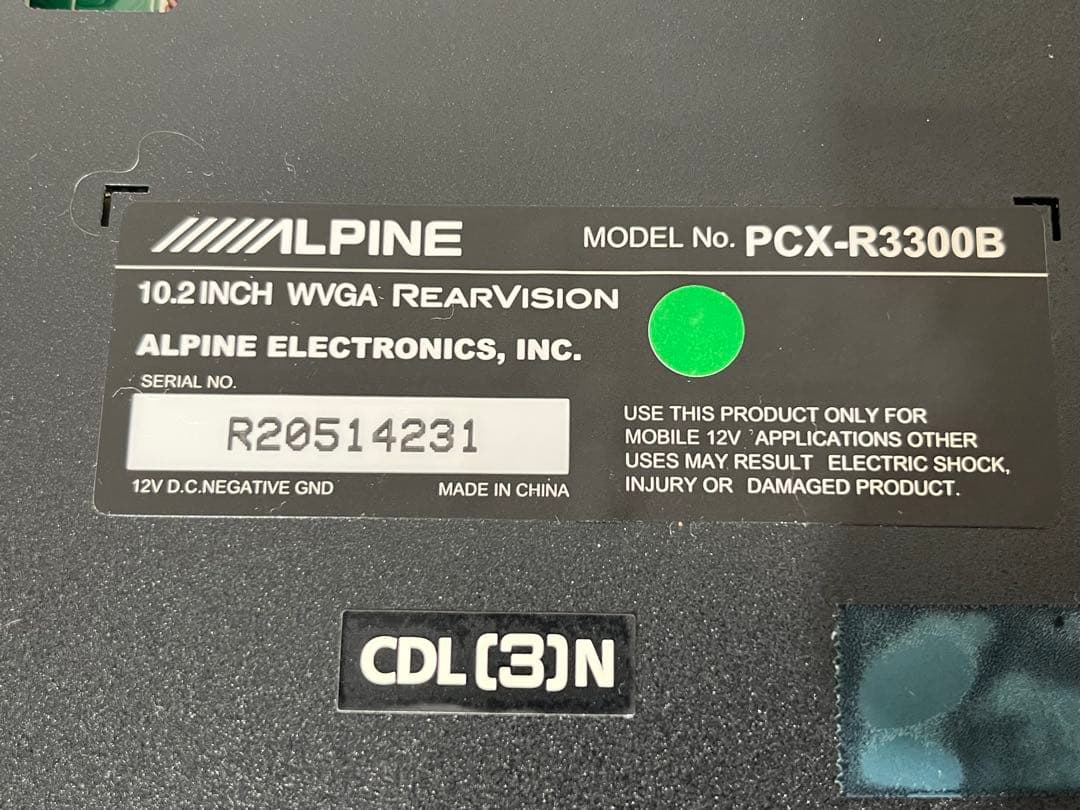 ALPINE
MODEL No. PCX-R3300B
10.2 INCH WVGA REARVISION
ALPINE ELECTRONICS, INC.
SERIAL NO.
R20514231
12V D.C.NEGATIVE GND
MADE IN CHINA
USE THIS PRODUCT ONLY FOR
MOBILE 12V APPLICATIONS OTHER
USES MAY RESULT ELECTRIC SHOCK,
INJURY OR DAMAGED PRODUCT.
CDL(3)N